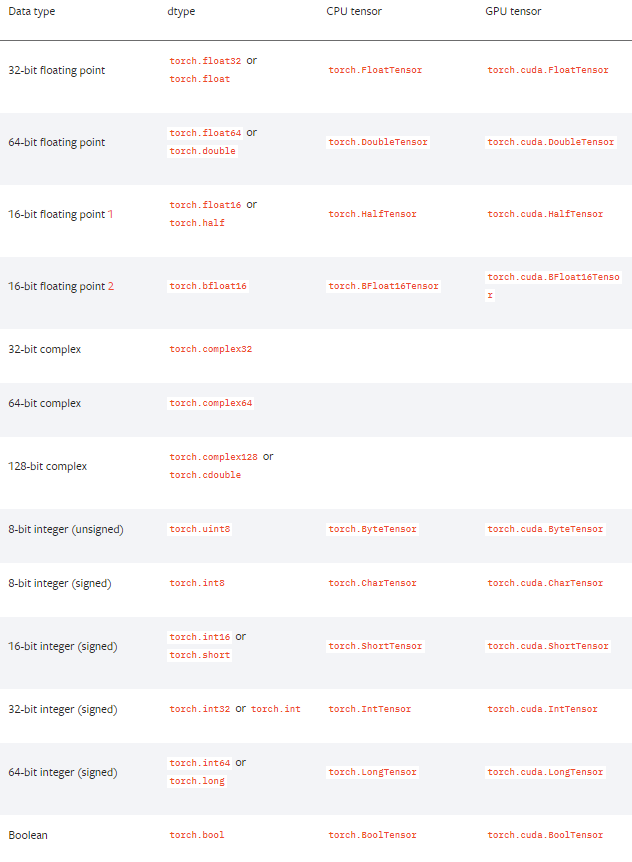 Data type dtype CPU tensor GPU tensor
32-bit floating point torch.float32 or torch.float torch.FloatTensor torch.cuda.FloatTensor
64-bit floating point torch.float64 or torch.double torch.DoubleTensor torch.cuda.DoubleTensor
16-bit floating point 1 torch.float16 or torch.half torch.HalfTensor torch.cuda.HalfTensor
16-bit floating point 2 torch.bfloat16 torch.BFloat16Tensor torch.cuda.BFloat16Tensor
32-bit complex torch.complex32
64-bit complex torch.complex64
128-bit complex torch.complex128 or torch.cdouble
8-bit integer (unsigned) torch.uint8 torch.ByteTensor torch.cuda.ByteTensor
8-bit integer (signed) torch.int8 torch.CharTensor torch.cuda.CharTensor
16-bit integer (signed) torch.int16 or torch.short torch.ShortTensor torch.cuda.ShortTensor
32-bit integer (signed) torch.int32 or torch.int torch.IntTensor torch.cuda.IntTensor
64-bit integer (signed) torch.int64 or torch.long torch.LongTensor torch.cuda.LongTensor
Boolean torch.bool torch.BoolTensor torch.cuda.BoolTensor